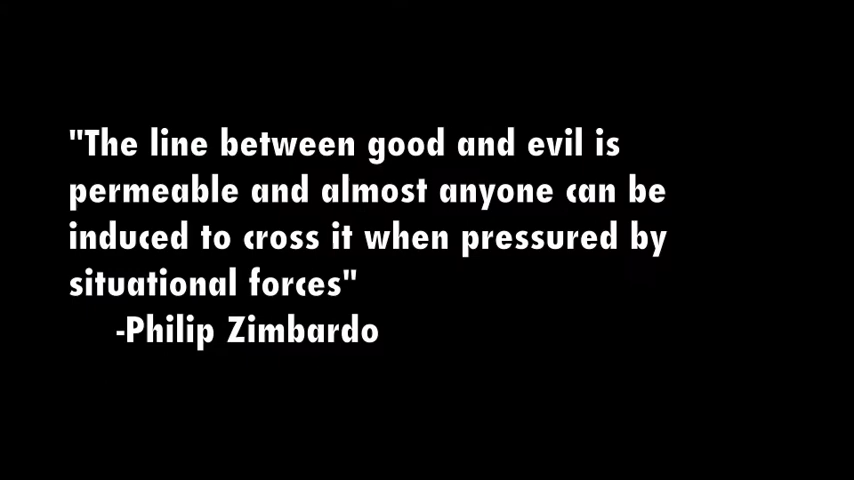 "The line between good and evil is
permeable and almost anyone can be
induced to cross it when pressured by
situational forces"
-Philip Zimbardo